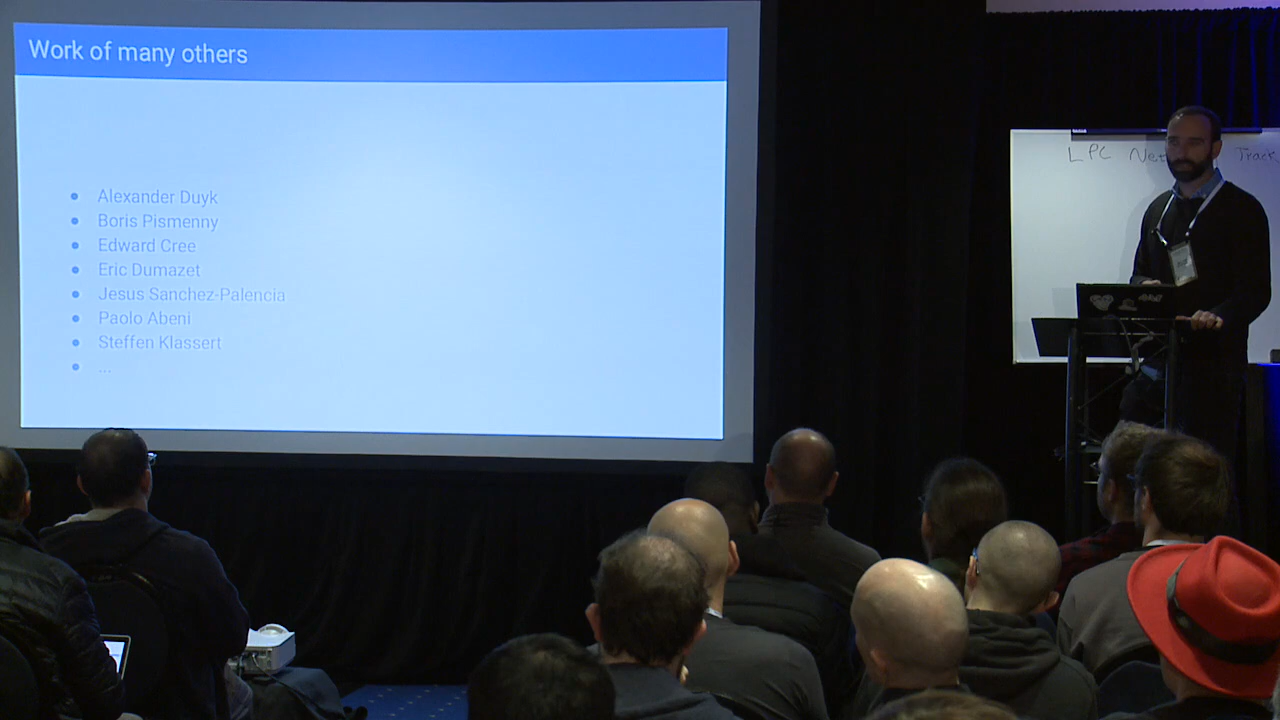 Work of many others
Alexander Duyk
Boris Pismenny
Edward Cree
Eric Dumazet
Jesus Sanchez-Palencia
Paolo Abeni
Steffen Klassert
...
LPC Net Track